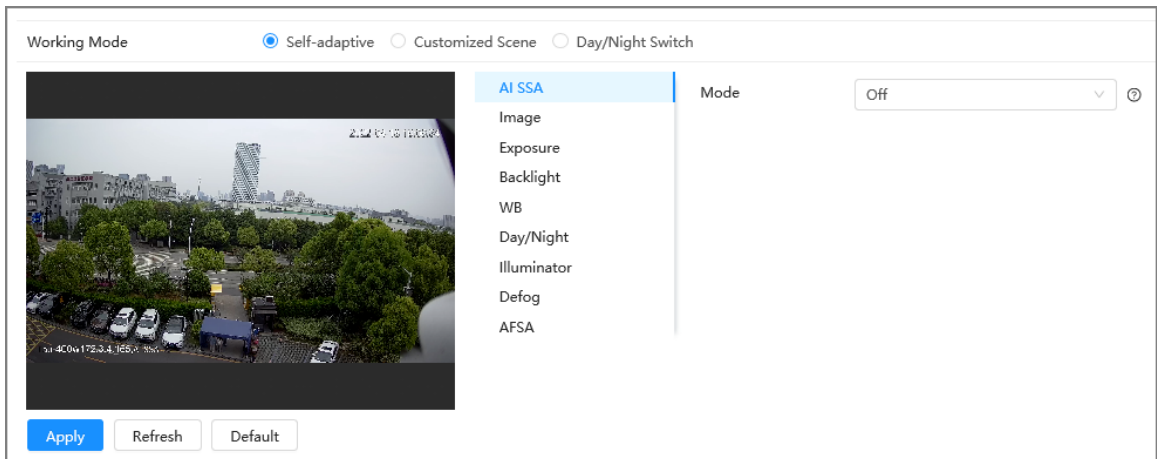 Working Mode
Self-adaptive Customized Scene Day/Night Switch
AI SSA
Mode Off
Image
Exposure
Backlight
WB
Day/Night
Illuminator
Defog
AFSA
Apply Refresh Default